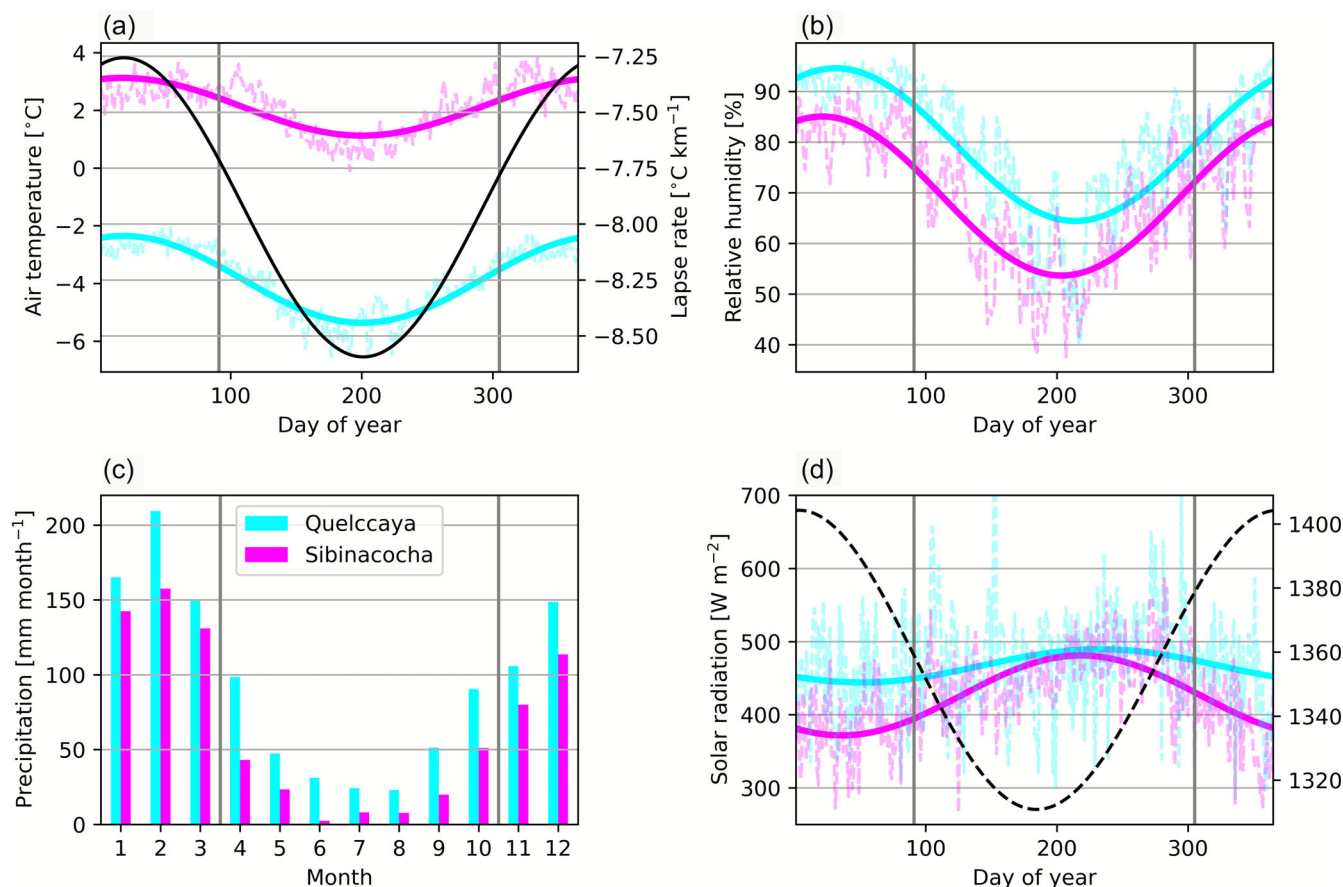 (a)
Air temperature [°C]
4
2
0
−2
−4
−6
100
200
300
Day of year
−7.25
−7.50
−7.75
−8.00
−8.25
−8.50
Lapse rate [°C km⁻¹]
(b)
Relative humidity [%]
90
80
70
60
50
40
100
200
300
Day of year
(c)
Precipitation [mm month⁻¹]
200
150
100
50
0
Quelccaya
Sibinacocha
1 2 3 4 5 6 7 8 9 10 11 12
Month
(d)
Solar radiation [W m⁻²]
700
600
500
400
300
100
200
300
Day of year
1400
1380
1360
1340
1320